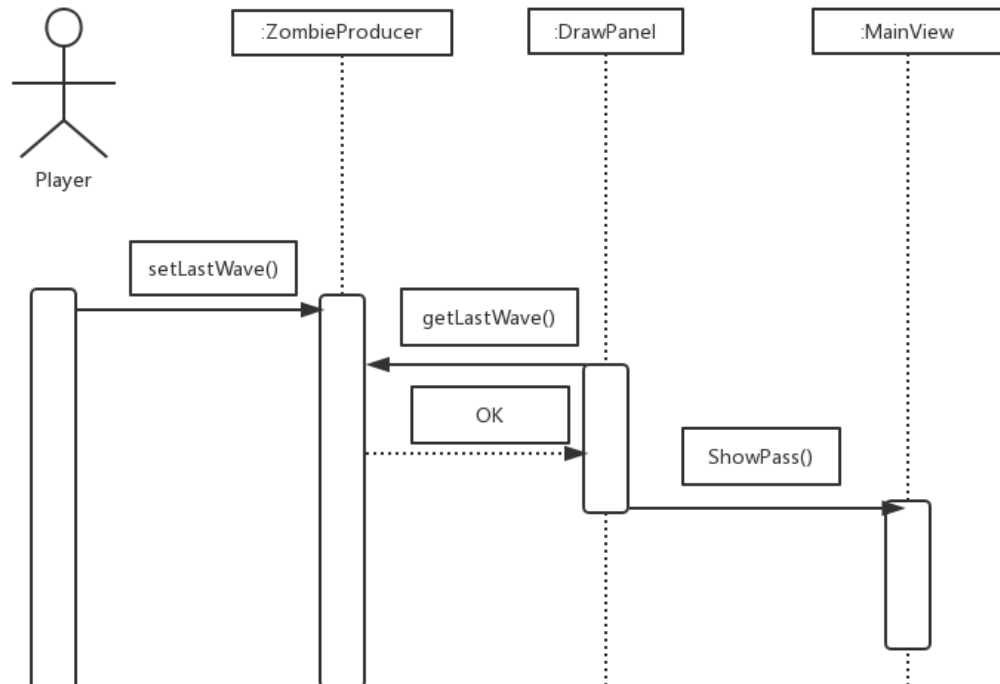 :ZombieProducer
:DrawPanel
:MainView
Player
setLastWave()
getLastWave()
OK
ShowPass()